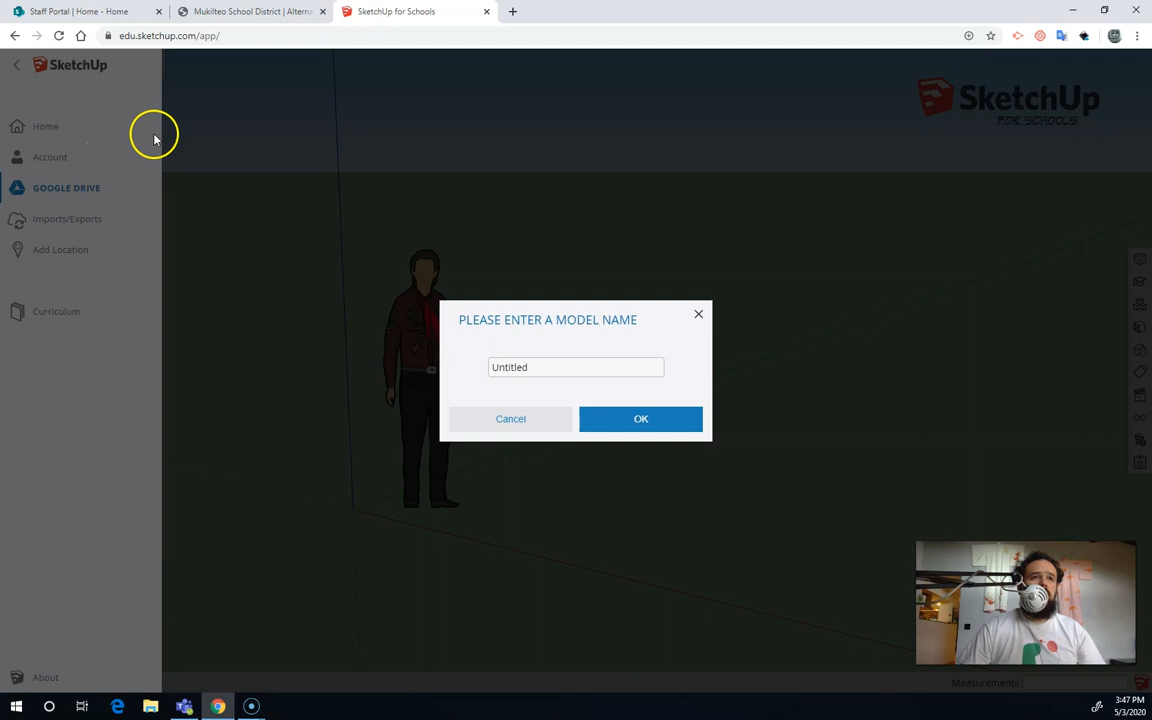 Staff Portal | Home - Home
Mukilteo School District | Alterna
SketchUp for Schools
edu.sketchup.com/app/
SketchUp
SketchUp
FOR SCHOOLS
Home
Account
GOOGLE DRIVE
Imports/Exports
Add Location
Curriculum
PLEASE ENTER A MODEL NAME
Untitled
Cancel
OK
About
Measurements
3:47 PM
5/3/2020